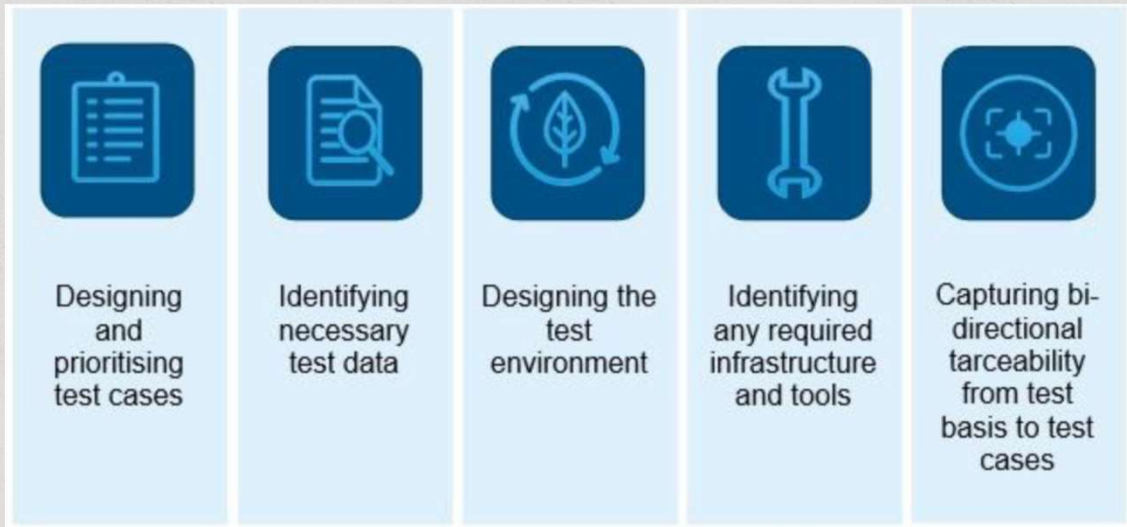 Designing
and
prioritising
test cases
Identifying
necessary
test data
Designing the
test
environment
Identifying
any required
infrastructure
and tools
Capturing bi-
directional
tarceability
from test
basis to test
cases